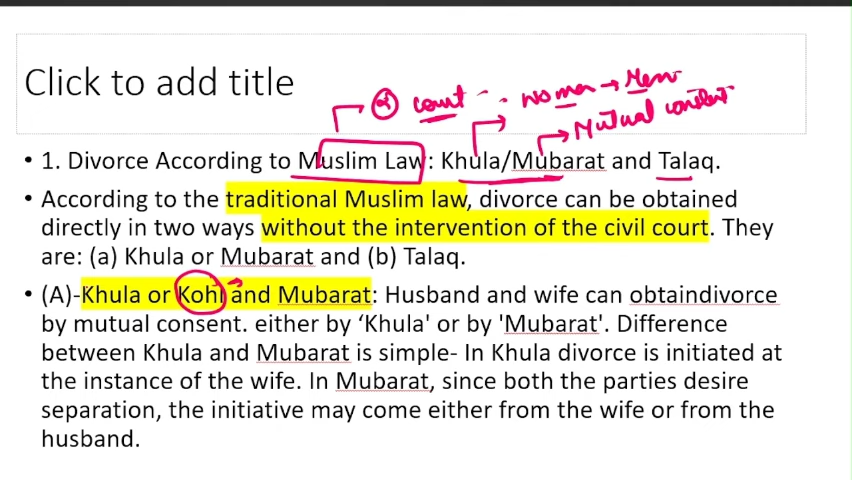 Click to add title
court
women → Men
Mutual consent
• 1. Divorce According to Muslim Law: Khula/Mubarat and Talaq.
• According to the traditional Muslim law, divorce can be obtained
directly in two ways without the intervention of the civil court. They
are: (a) Khula or Mubarat and (b) Talaq.
• (A)-Khula or Kohl and Mubarat: Husband and wife can obtaindivorce
by mutual consent. either by ‘Khula' or by 'Mubarat'. Difference
between Khula and Mubarat is simple- In Khula divorce is initiated at
the instance of the wife. In Mubarat, since both the parties desire
separation, the initiative may come either from the wife or from the
husband.